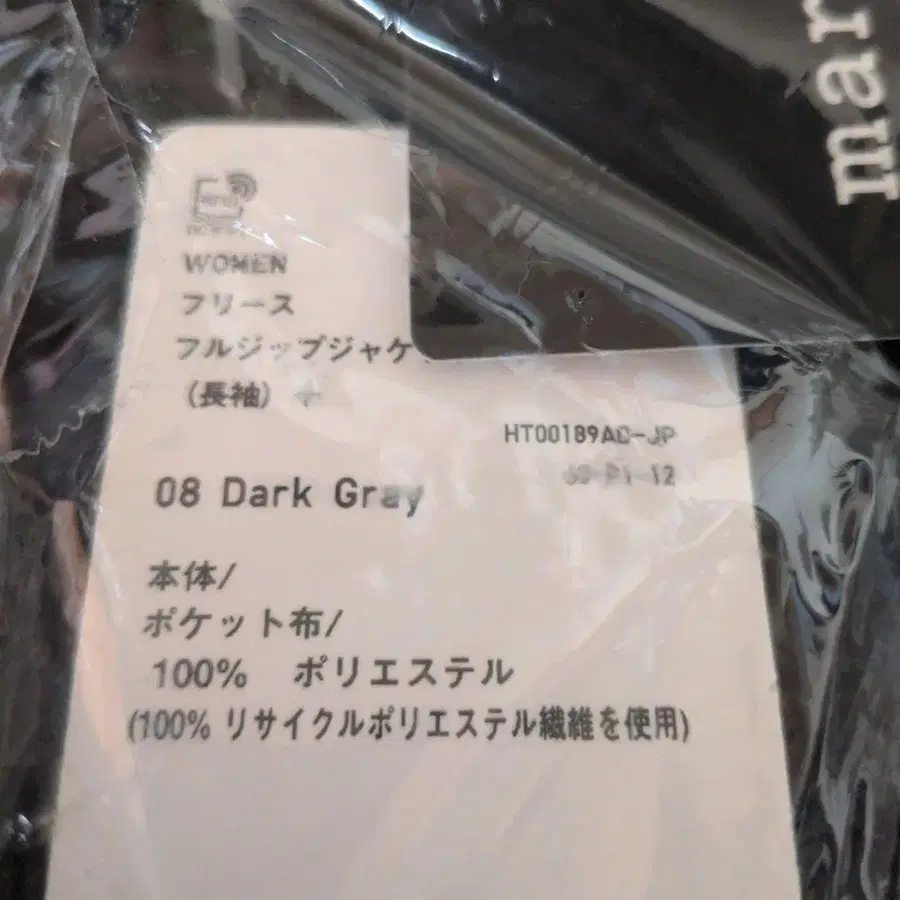 mar
RFID
WOMEN
フリース
フルジップジャケ
（長袖）+
HT00189AC-JP
08 Dark Gray
本体/
ポケット布/
100% ポリエステル
(100% リサイクルポリエステル繊維を使用)